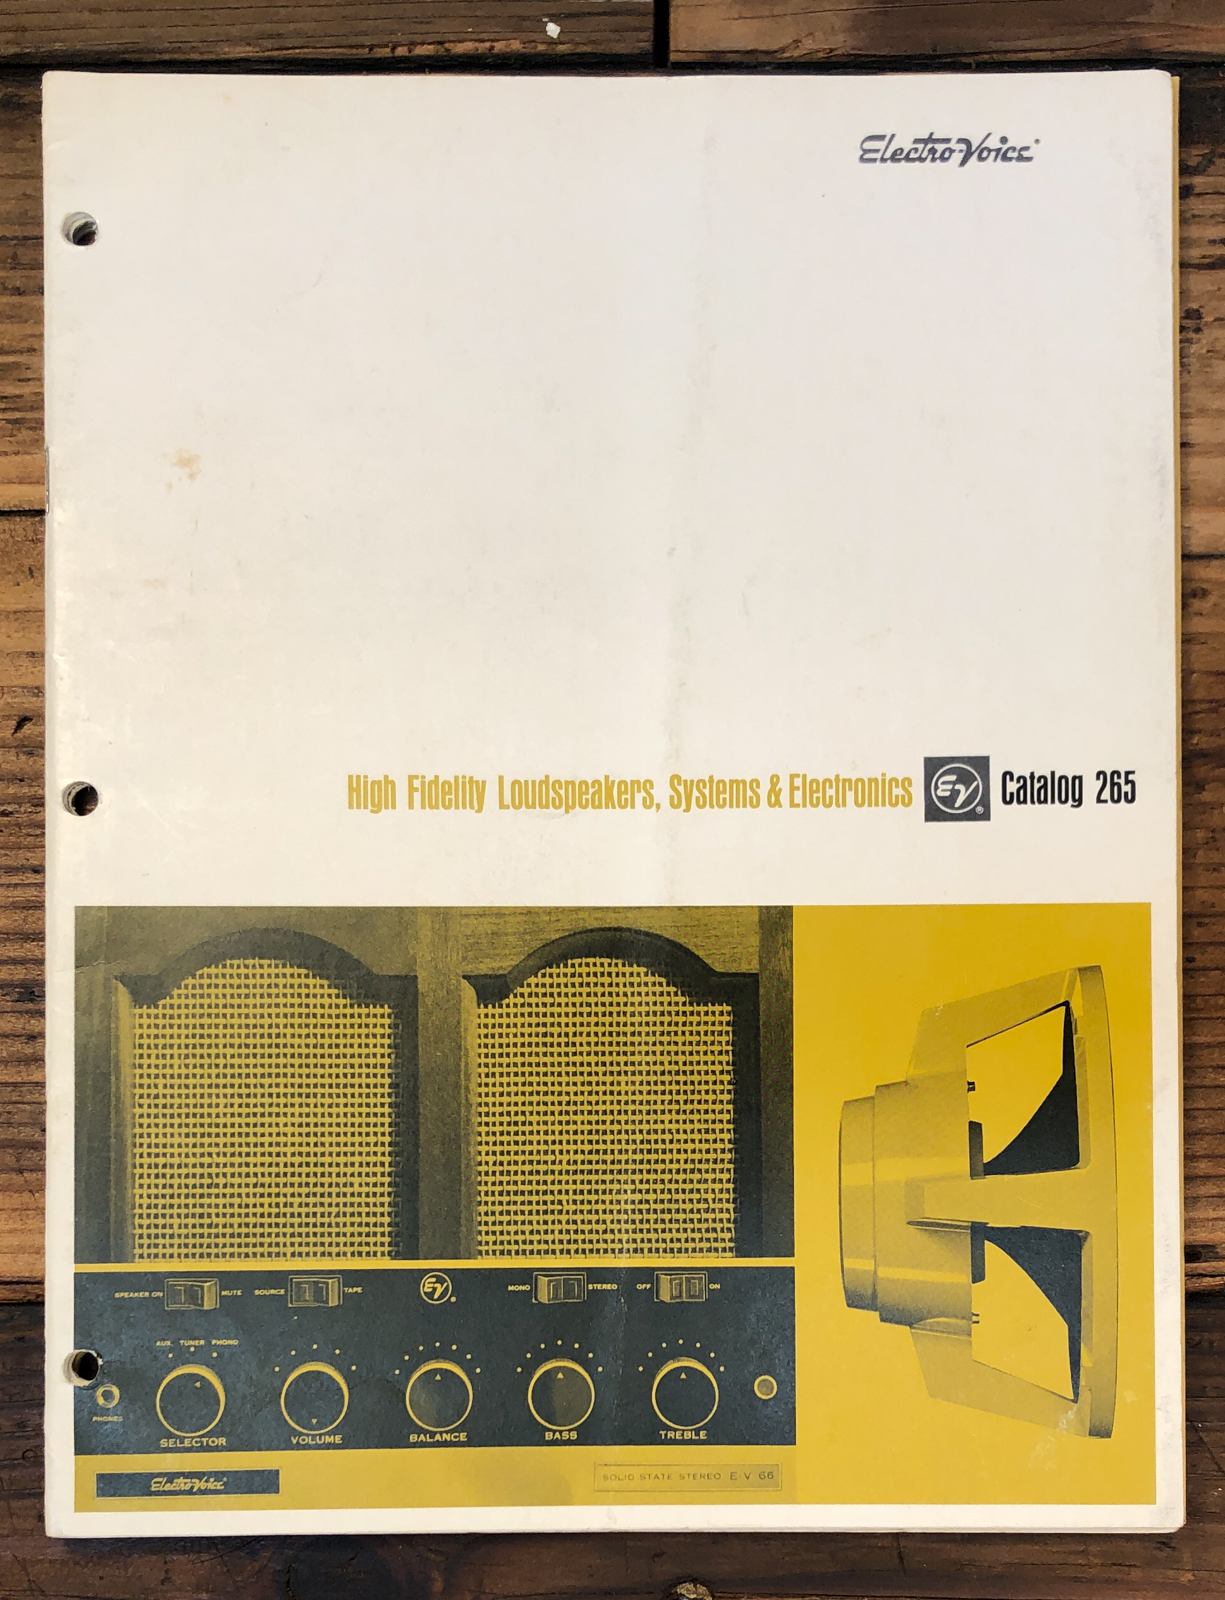 Electro-Voice®
High Fidelity Loudspeakers, Systems & Electronics EV® Catalog 265
SPEAKER ON MUTE SOURCE TAPE EV® MONO STEREO OFF ON
AUX. TUNER PHONO
PHONES
SELECTOR VOLUME BALANCE BASS TREBLE
Electro-Voice®
SOLID STATE STEREO E V 66